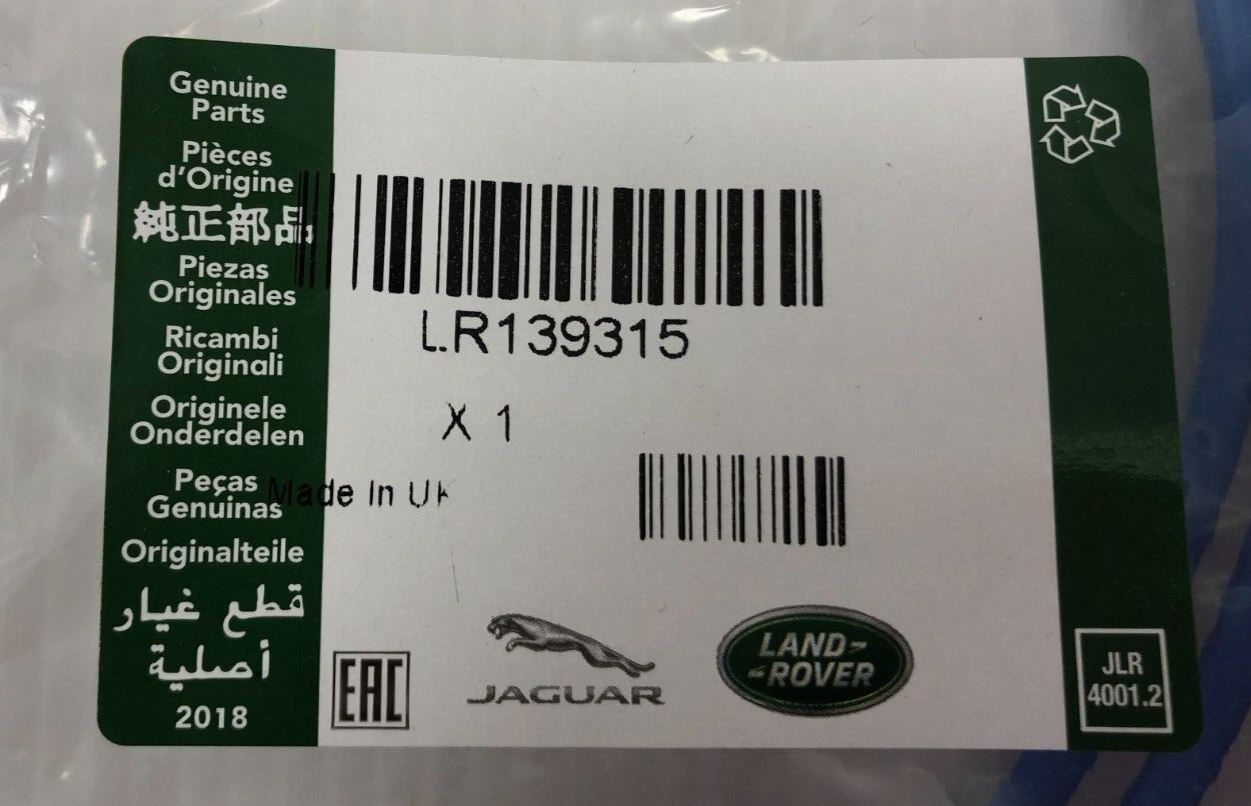 Genuine
Parts
Pièces
d'Origine
純正部品
Piezas
Originales
Ricambi
Originali
Originele
Onderdelen
Peças
Genuinas
Originalteile
قطع غيار
أصلية
2018
LR139315
X 1
Made In UK
EAC
JAGUAR
LAND-
-ROVER
JLR
4001.2